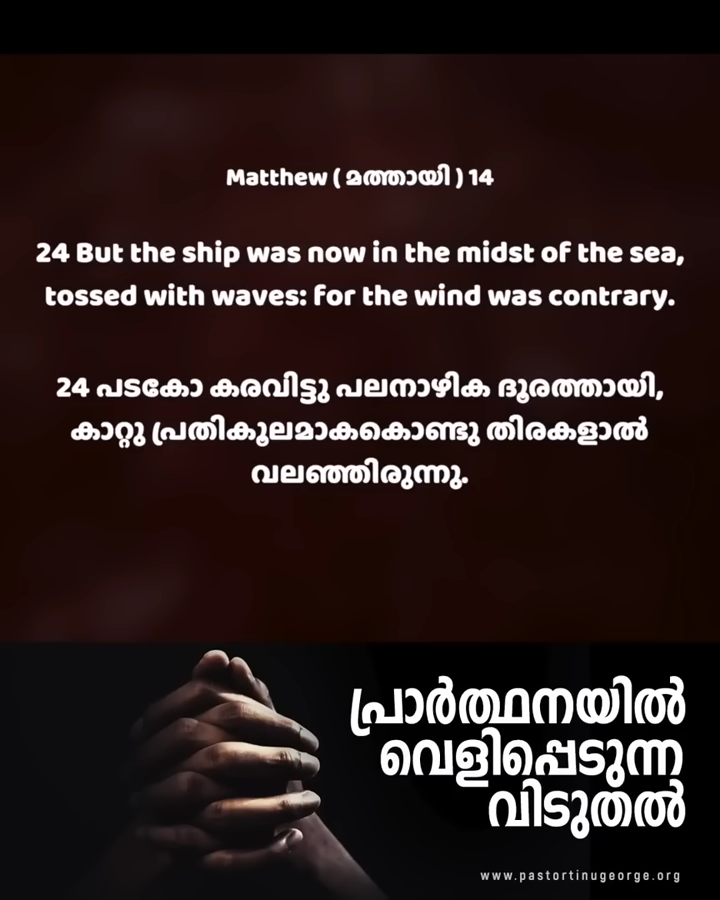 Matthew ( മത്തായി ) 14
24 But the ship was now in the midst of the sea,
tossed with waves: for the wind was contrary.
24 പടകോ കരവിട്ടു പലനാഴിക ദൂരത്തായി,
കാറ്റു പ്രതികൂലമാകകൊണ്ടു തിരകളാൽ
വലഞ്ഞിരുന്നു.
പ്രാർത്ഥനയിൽ
വെളിപ്പെടുന്ന
വിടുതൽ
www.pastortinugeorge.org